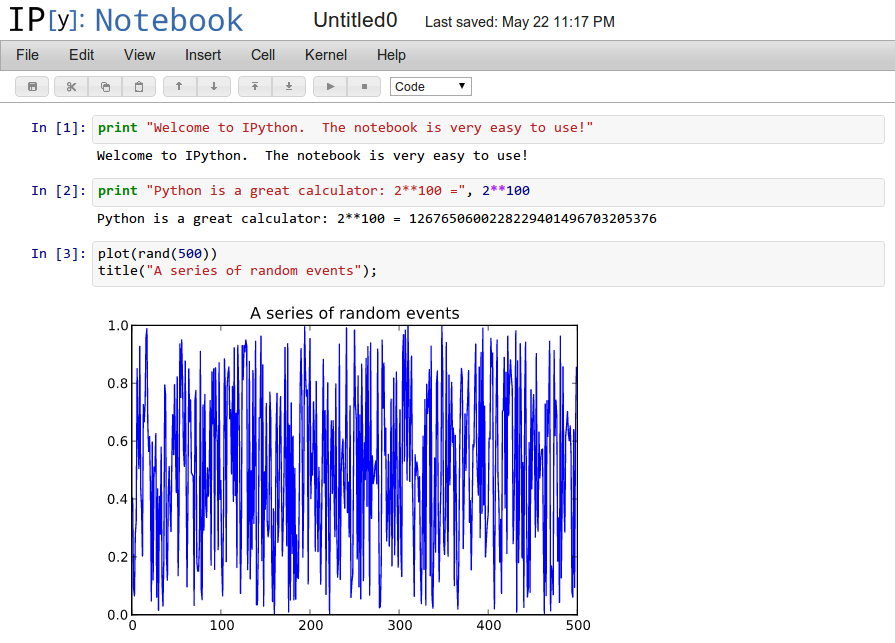 IP[y]: Notebook Untitled0 Last saved: May 22 11:17 PM
File Edit View Insert Cell Kernel Help
Code
In [1]: print "Welcome to IPython.  The notebook is very easy to use!"
Welcome to IPython.  The notebook is very easy to use!
In [2]: print "Python is a great calculator: 2**100 =", 2**100
Python is a great calculator: 2**100 = 1267650600228229401496703205376
In [3]: plot(rand(500))
title("A series of random events");
A series of random events
1.0
0.8
0.6
0.4
0.2
0.0
0 100 200 300 400 500